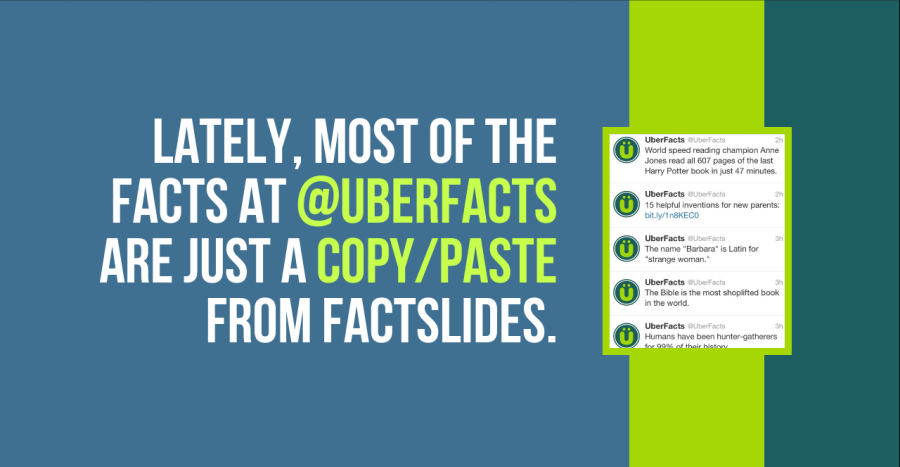 LATELY, MOST OF THE
FACTS AT @UBERFACTS
ARE JUST A COPY/PASTE
FROM FACTSLIDES.
UberFacts @UberFacts 2h
World speed reading champion Anne
Jones read all 607 pages of the last
Harry Potter book in just 47 minutes.
UberFacts @UberFacts 2h
15 helpful inventions for new parents:
bit.ly/1n8KEC0
UberFacts @UberFacts 3h
The name "Barbara" is Latin for
"strange woman."
UberFacts @UberFacts 3h
The Bible is the most shoplifted book
in the world.
UberFacts @UberFacts 3h
Humans have been hunter-gatherers
for 99% of their history